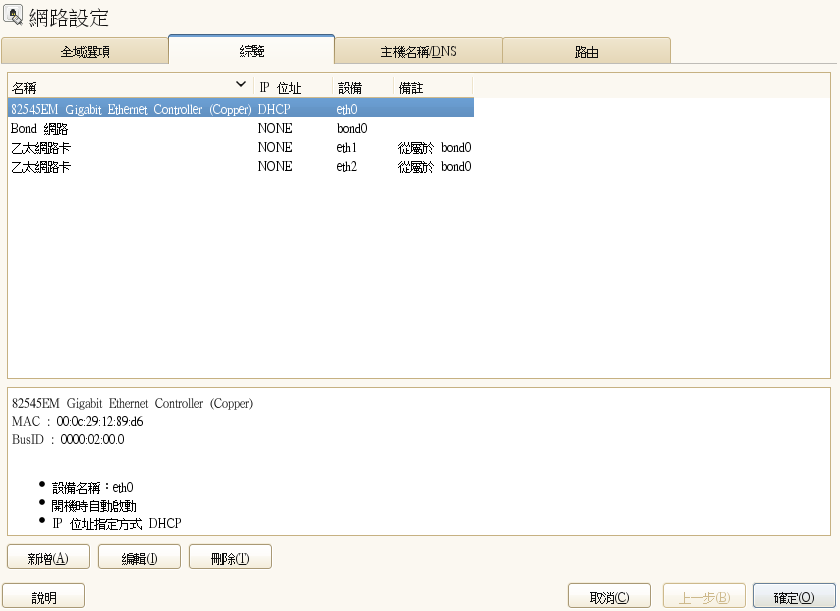 網路設定
全域選項 綜覽 主機名稱/DNS 路由
名稱 IP 位址 設備 備註
82545EM Gigabit Ethernet Controller (Copper) DHCP eth0
Bond 網路 NONE bond0
乙太網路卡 NONE eth1 從屬於 bond0
乙太網路卡 NONE eth2 從屬於 bond0
82545EM Gigabit Ethernet Controller (Copper)
MAC : 00:0c:29:12:89:d6
BusID : 0000:02:00.0
• 設備名稱：eth0
• 開機時自動啟動
• IP 位址指定方式 DHCP
新增(A) 編輯(I) 刪除(T)
說明 取消(C) 上一步(B) 確定(O)